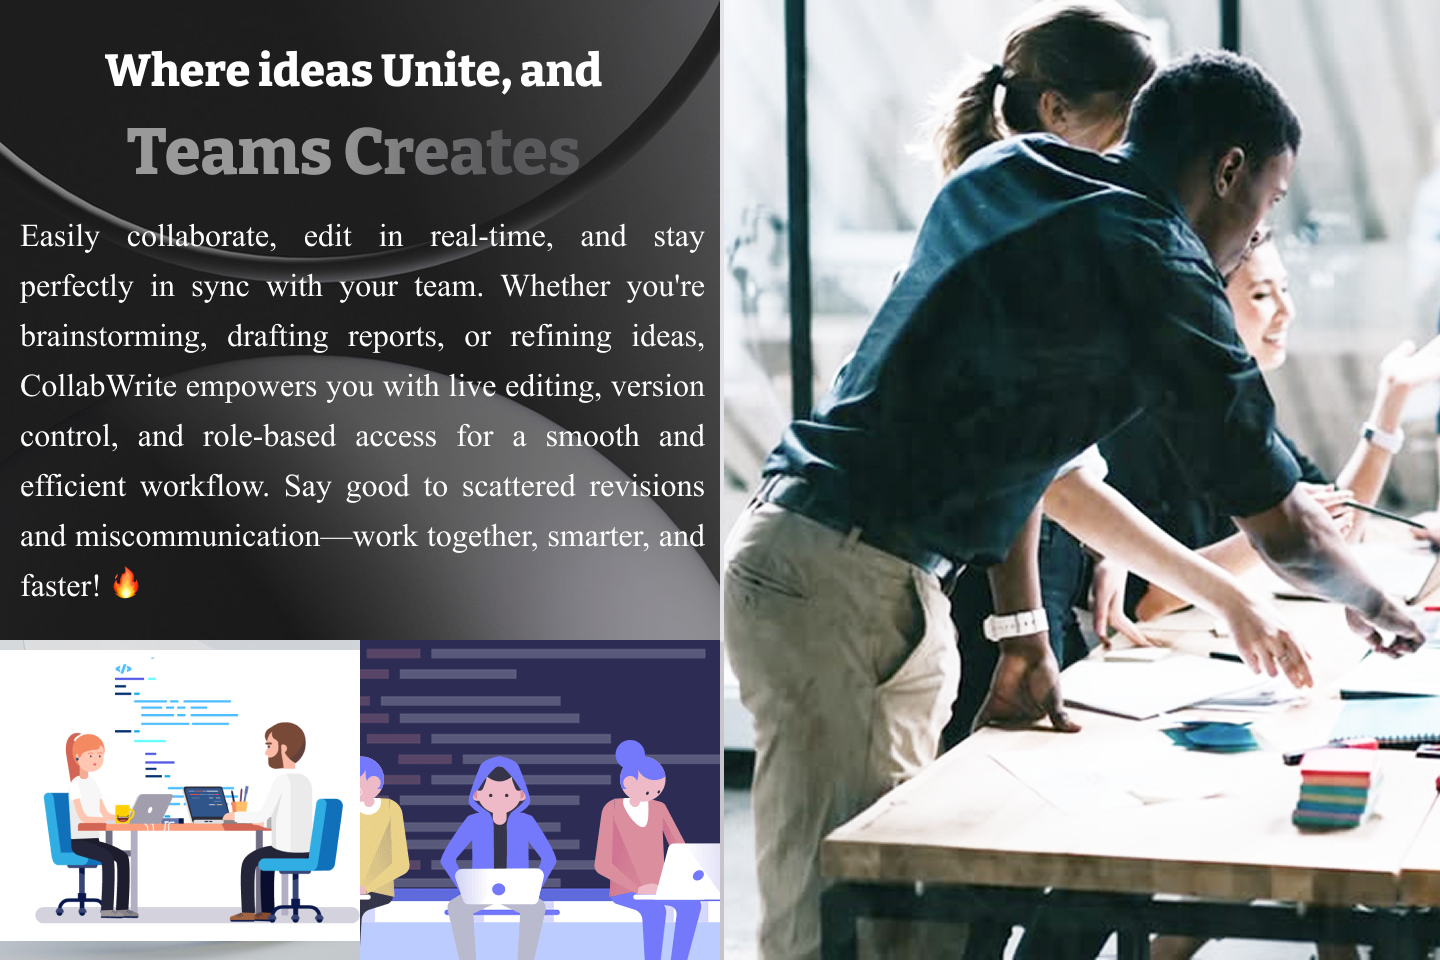 Where ideas Unite, and
Teams Creates
Easily collaborate, edit in real-time, and stay
perfectly in sync with your team. Whether you're
brainstorming, drafting reports, or refining ideas,
CollabWrite empowers you with live editing, version
control, and role-based access for a smooth and
efficient workflow. Say good to scattered revisions
and miscommunication—work together, smarter, and
faster! 🔥
</>